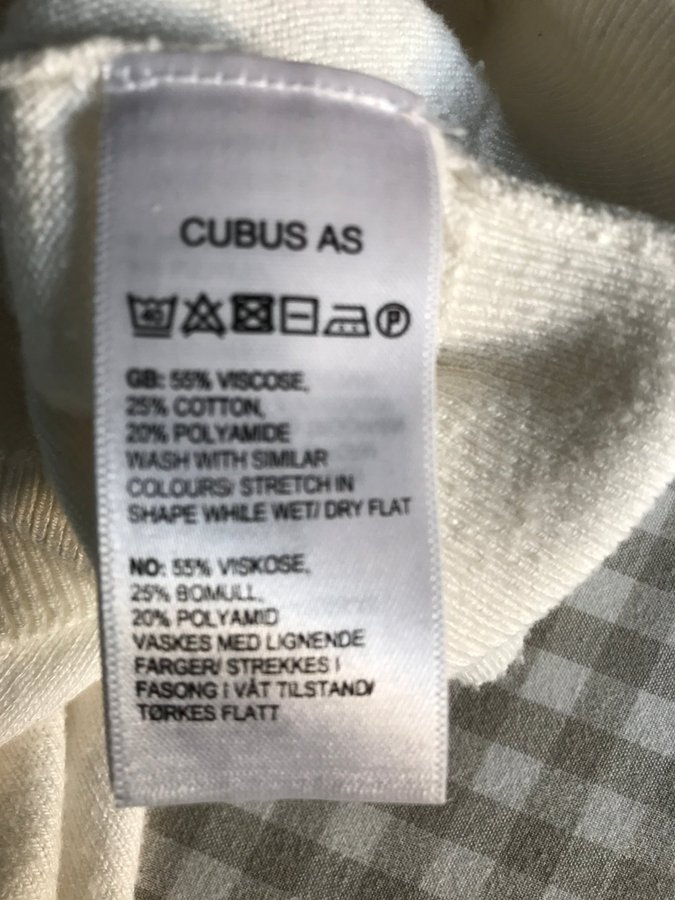 CUBUS AS
40 P
GB: 55% VISCOSE,
25% COTTON,
20% POLYAMIDE
WASH WITH SIMILAR
COLOURS/ STRETCH IN
SHAPE WHILE WET/ DRY FLAT
NO: 55% VISKOSE,
25% BOMULL,
20% POLYAMID
VASKES MED LIGNENDE
FARGER/ STREKKES I
FASONG I VÅT TILSTAND/
TØRKES FLATT